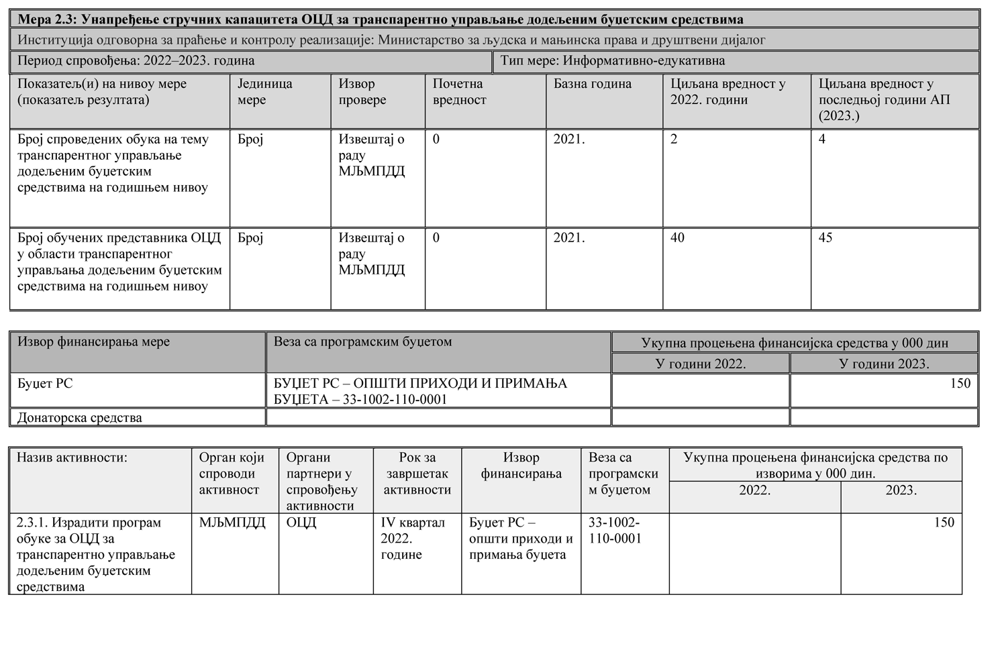 Мера 2.3: Унапређење стручних капацитета ОЦД за транспарентно управљање додељеним буџетским средствима
Институција одговорна за праћење и контролу реализације: Министарство за људска и мањинска права и друштвени дијалог
Период спровођења: 2022–2023. година
Тип мере: Информативно-едукативна
Показатељ(и) на нивоу мере
(показатељ резултата)
Јединица
мере
Извор
провере
Почетна
вредност
Базна година
Циљана вредност у
2022. години
Циљана вредност у
последњој години АП
(2023.)
Број спроведених обука на тему
транспарентног управљање
додељеним буџетским
средствима на годишњем нивоу
Број
Извештај о
раду
МЉМПДД
0
2021.
2
4
Број обучених представника ОЦД
у области транспарентног
управљања додељеним буџетским
средствима на годишњем нивоу
Број
Извештај о
раду
МЉМПДД
0
2021.
40
45
Извор финансирања мере
Веза са програмским буџетом
Укупна процењена финансијска средства у 000 дин
У години 2022.
У години 2023.
Буџет РС
БУЏЕТ РС – ОПШТИ ПРИХОДИ И ПРИМАЊА
БУЏЕТА – 33-1002-110-0001
150
Донаторска средства
Назив активности:
Орган који
спроводи
активност
Органи
партнери у
спровођењу
активности
Рок за
завршетак
активности
Извор
финансирања
Веза са
програмски
м буџетом
Укупна процењена финансијска средства по
изворима у 000 дин.
2022.
2023.
2.3.1. Израдити програм
обуке за ОЦД за
транспарентно управљање
додељеним буџетским
средствима
МЉМПДД
ОЦД
IV квартал
2022.
године
Буџет РС –
општи приходи и
примања буџета
33-1002-
110-0001
150